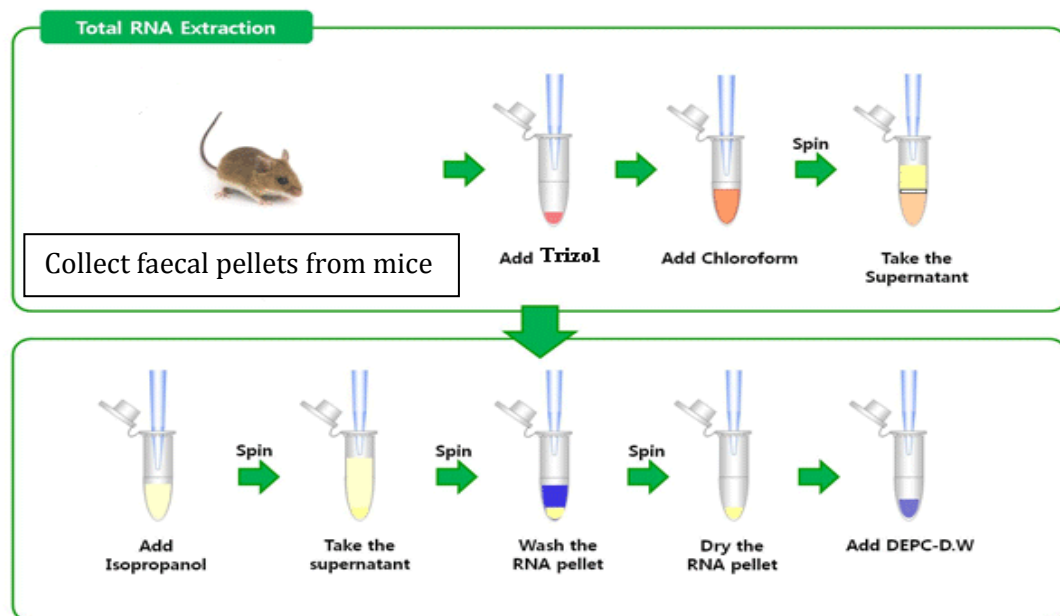 Total RNA Extraction
Collect faecal pellets from mice
Add Trizol
Add Chloroform
Spin
Take the
Supernatant
Add
Isopropanol
Spin
Take the
supernatant
Spin
Wash the
RNA pellet
Spin
Dry the
RNA pellet
Add DEPC-D.W